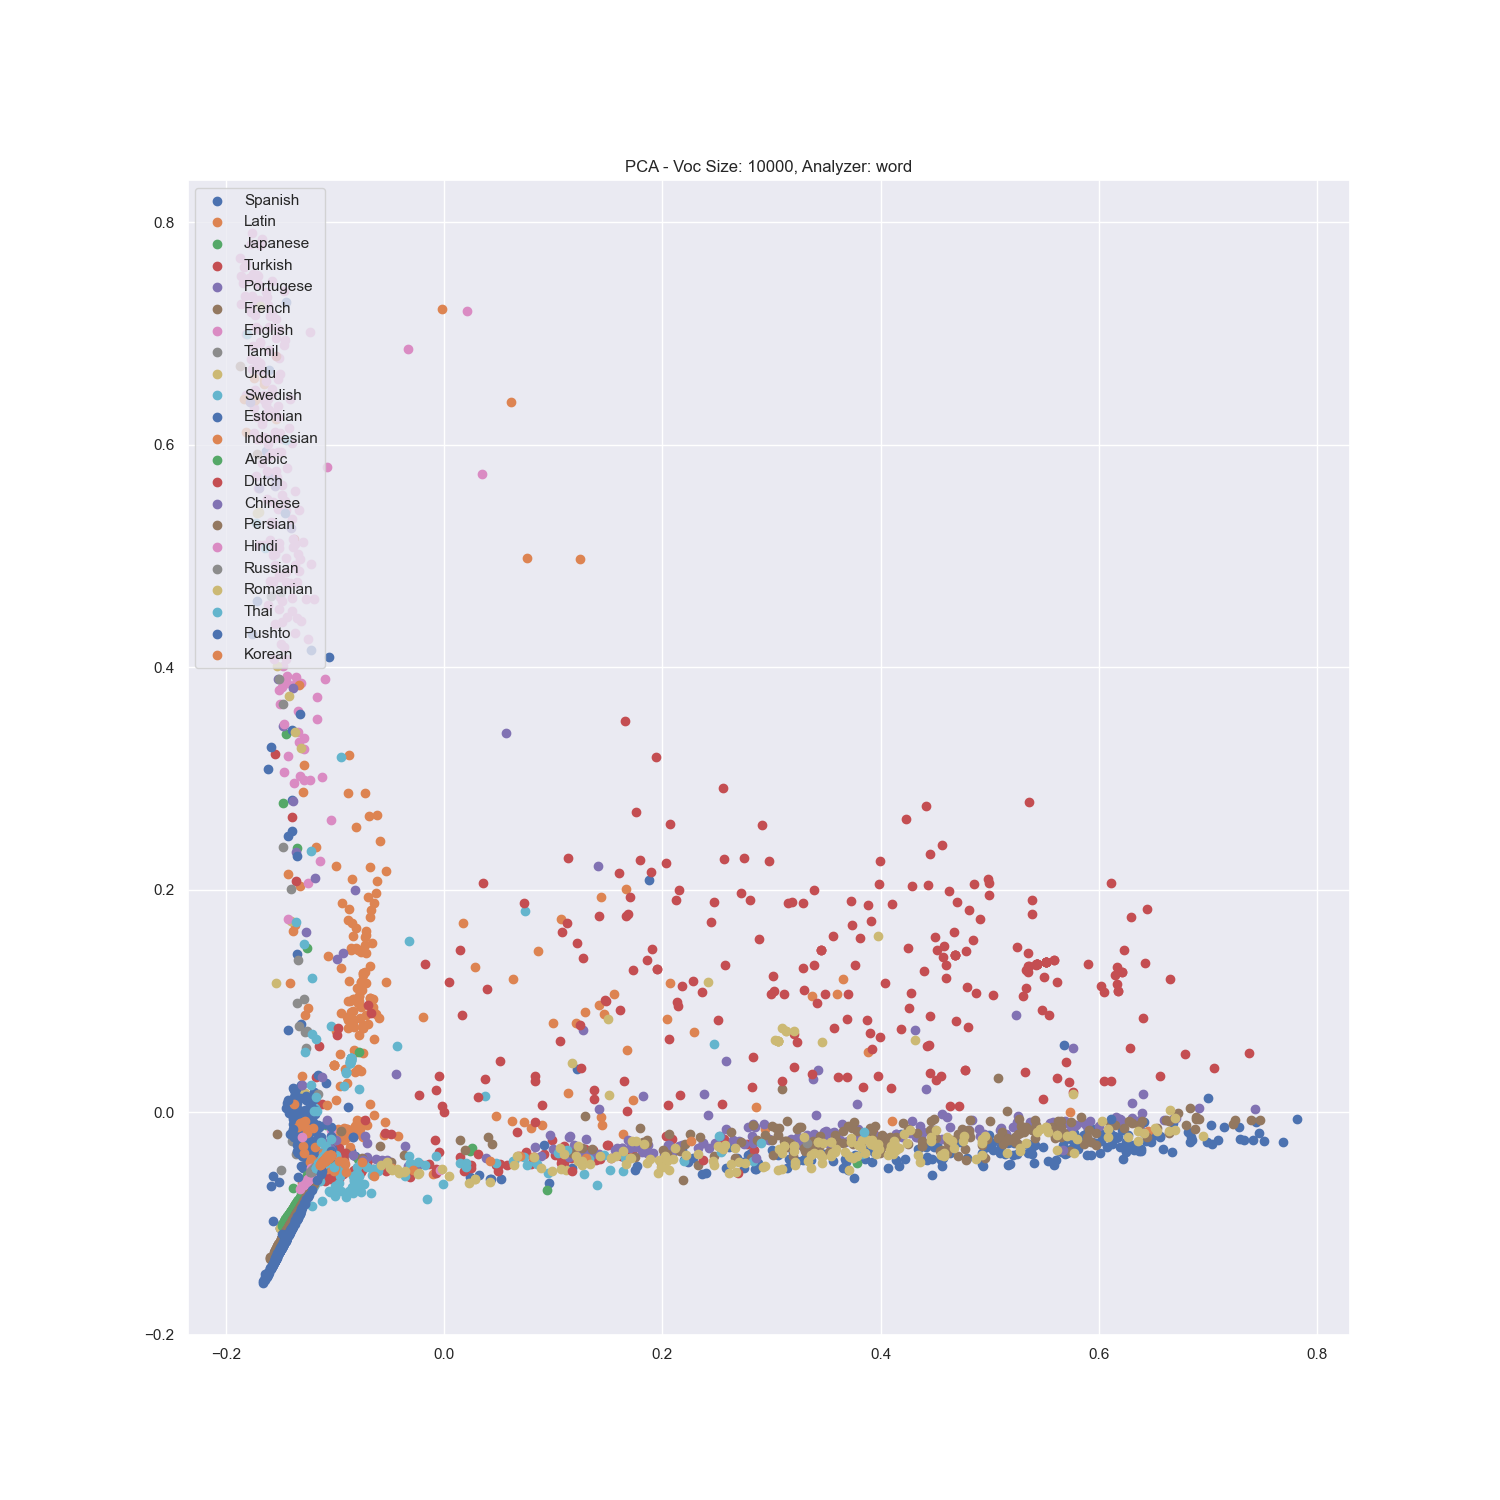 PCA - Voc Size: 10000, Analyzer: word
Spanish
Latin
Japanese
Turkish
Portugese
French
English
Tamil
Urdu
Swedish
Estonian
Indonesian
Arabic
Dutch
Chinese
Persian
Hindi
Russian
Romanian
Thai
Pushto
Korean
0.8
0.6
0.4
0.2
0.0
−0.2
−0.2 0.0 0.2 0.4 0.6 0.8